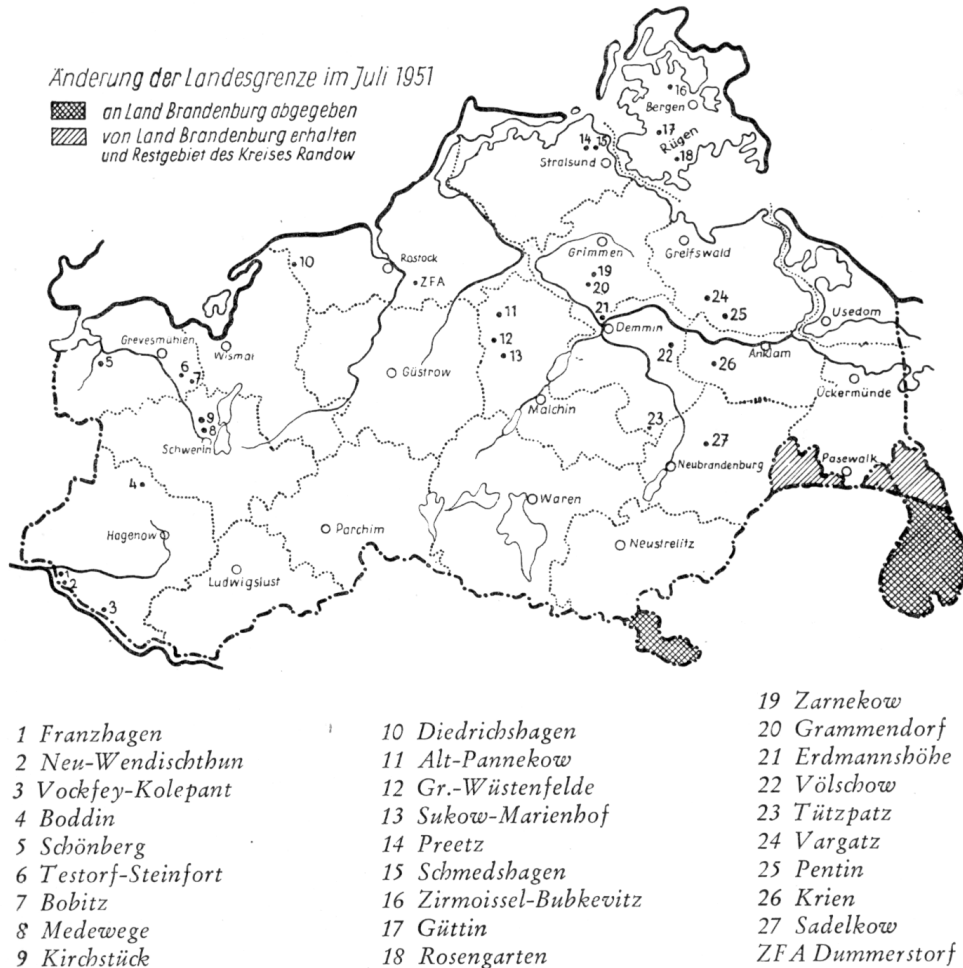 Änderung der Landesgrenze im Juli 1951
an Land Brandenburg abgegeben
von Land Brandenburg erhalten
und Restgebiet des Kreises Randow
16
Bergen
17
Rügen
18
14 15
Stralsund
10
Rostock
ZFA
Grimmen
Greifswald
19
20
21
24
25
Usedom
11
12
13
Demmin
22
Anklam
26
Grevesmühlen
Wismar
5
6
7
Güstrow
Ückermünde
Malchin
9
8
Schwerin
23
27
Neubrandenburg
Pasewalk
4
Waren
Hagenow
Parchim
Neustrelitz
Ludwigslust
1
2
3
1 Franzhagen
2 Neu-Wendischthun
3 Vockfey-Kolepant
4 Boddin
5 Schönberg
6 Testorf-Steinfort
7 Bobitz
8 Medewege
9 Kirchstück
10 Diedrichshagen
11 Alt-Pannekow
12 Gr.-Wüstenfelde
13 Sukow-Marienhof
14 Preetz
15 Schmedshagen
16 Zirmoissel-Bubkevitz
17 Güttin
18 Rosengarten
19 Zarnekow
20 Grammendorf
21 Erdmannshöhe
22 Völschow
23 Tützpatz
24 Vargatz
25 Pentin
26 Krien
27 Sadelkow
ZFA Dummerstorf